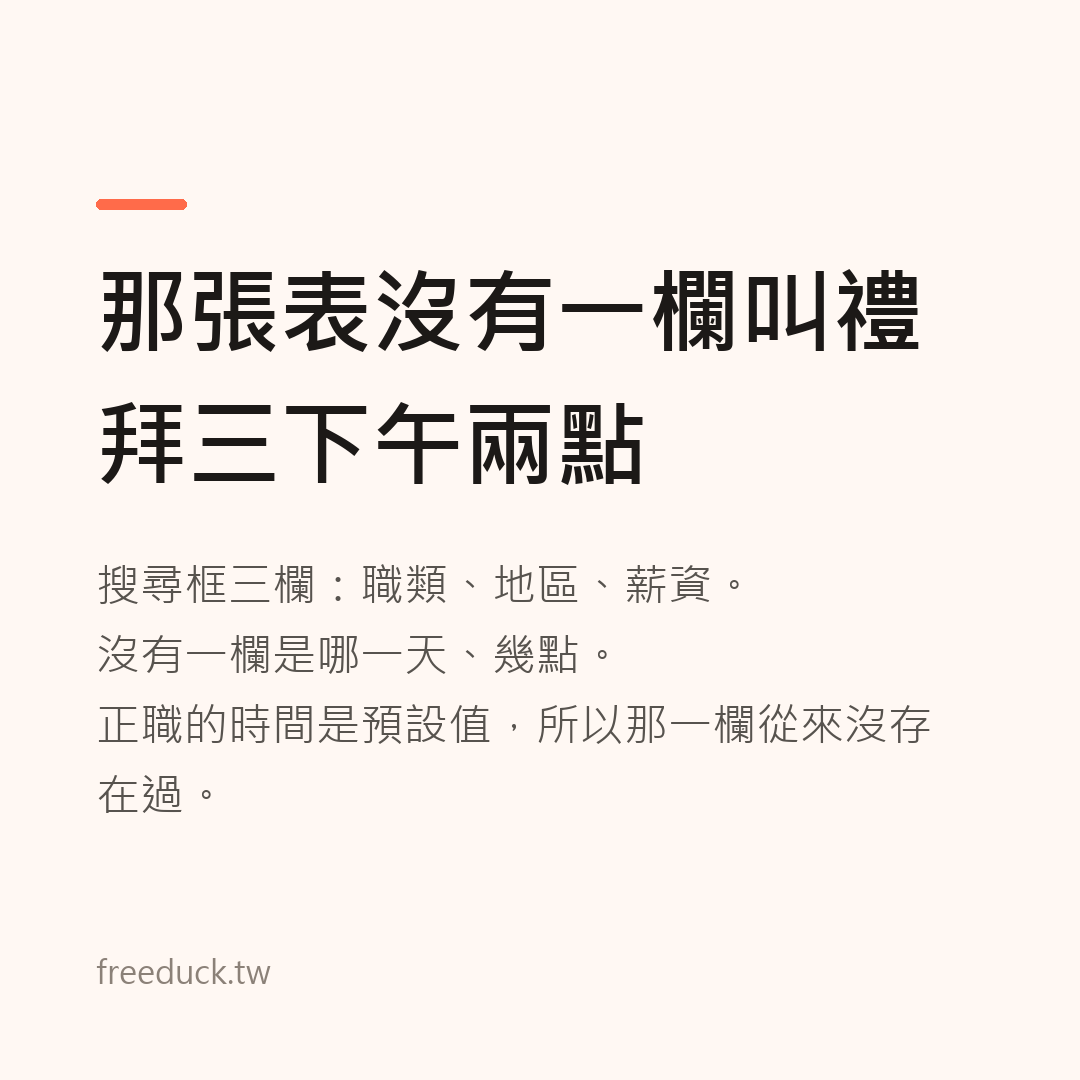 那張表沒有一欄叫禮
拜三下午兩點
搜尋框三欄：職類、地區、薪資。
沒有一欄是哪一天、幾點。
正職的時間是預設值，所以那一欄從來沒存
在過。
freeduck.tw